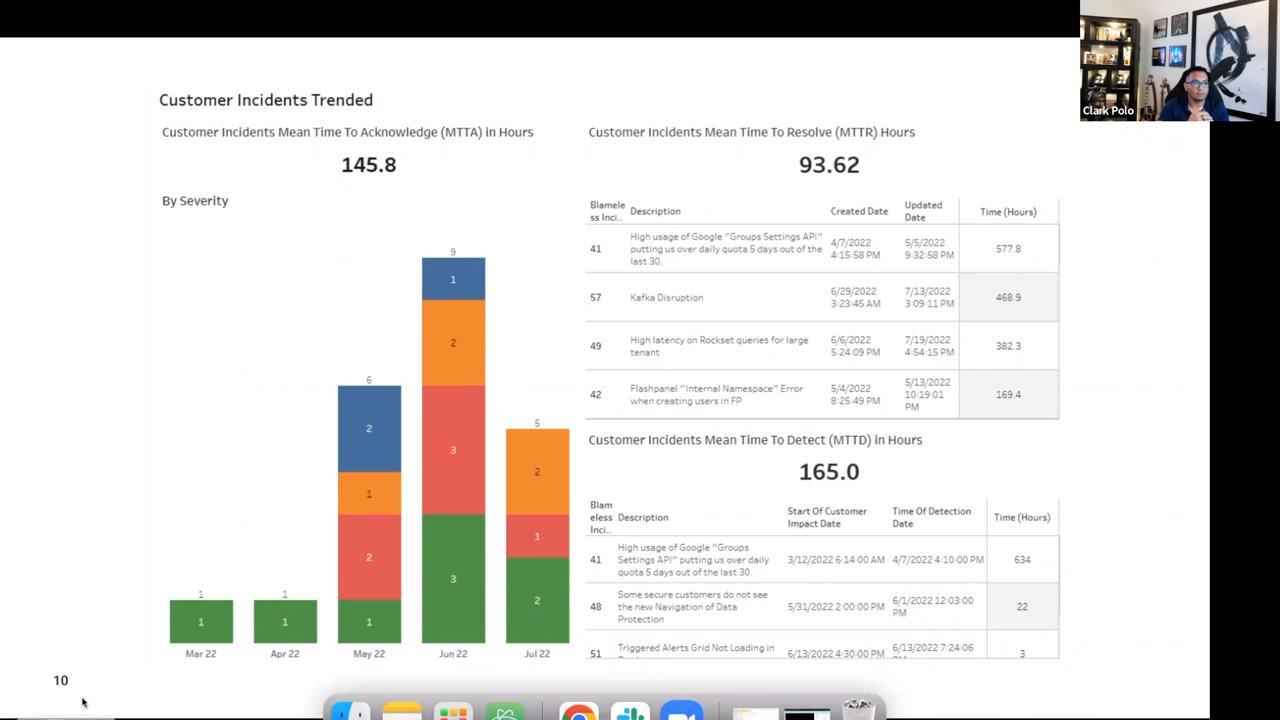 Clark Polo
Customer Incidents Trended
Customer Incidents Mean Time To Acknowledge (MTTA) in Hours
145.8
By Severity
9
1
2
6
3
2
5
1
2
2
1
1
1
3
2
1
1
1
Mar 22
Apr 22
May 22
Jun 22
Jul 22
Customer Incidents Mean Time To Resolve (MTTR) Hours
93.62
Blamele
ss Inci..
Description
Created Date
Updated
Date
Time (Hours)
41
High usage of Google "Groups Settings API"
putting us over daily quota 5 days out of the
last 30.
4/7/2022
4:15:58 PM
5/5/2022
9:32:58 PM
577.8
57
Kafka Disruption
6/29/2022
3:23:45 AM
7/13/2022
3:09:11 PM
468.9
49
High latency on Rockset queries for large
tenant
6/6/2022
5:24:09 PM
7/19/2022
4:54:15 PM
382.3
42
Flashpanel "Internal Namespace" Error
when creating users in FP
5/4/2022
8:25:49 PM
5/13/2022
10:19:01
PM
169.4
Customer Incidents Mean Time To Detect (MTTD) in Hours
165.0
Blam
eless
Inci..
Description
Start Of Customer
Impact Date
Time Of Detection
Date
Time (Hours)
41
High usage of Google "Groups
Settings API" putting us over daily
quota 5 days out of the last 30.
3/12/2022 6:14:00 AM
4/7/2022 4:10:00 PM
634
48
Some secure customers do not see
the new Navigation of Data
Protection
5/31/2022 2:00:00 PM
6/1/2022 12:03:00
PM
22
51
Triggered Alerts Grid Not Loading in
6/13/2022 4:30:00 PM
6/13/2022 7:24:06
3
10